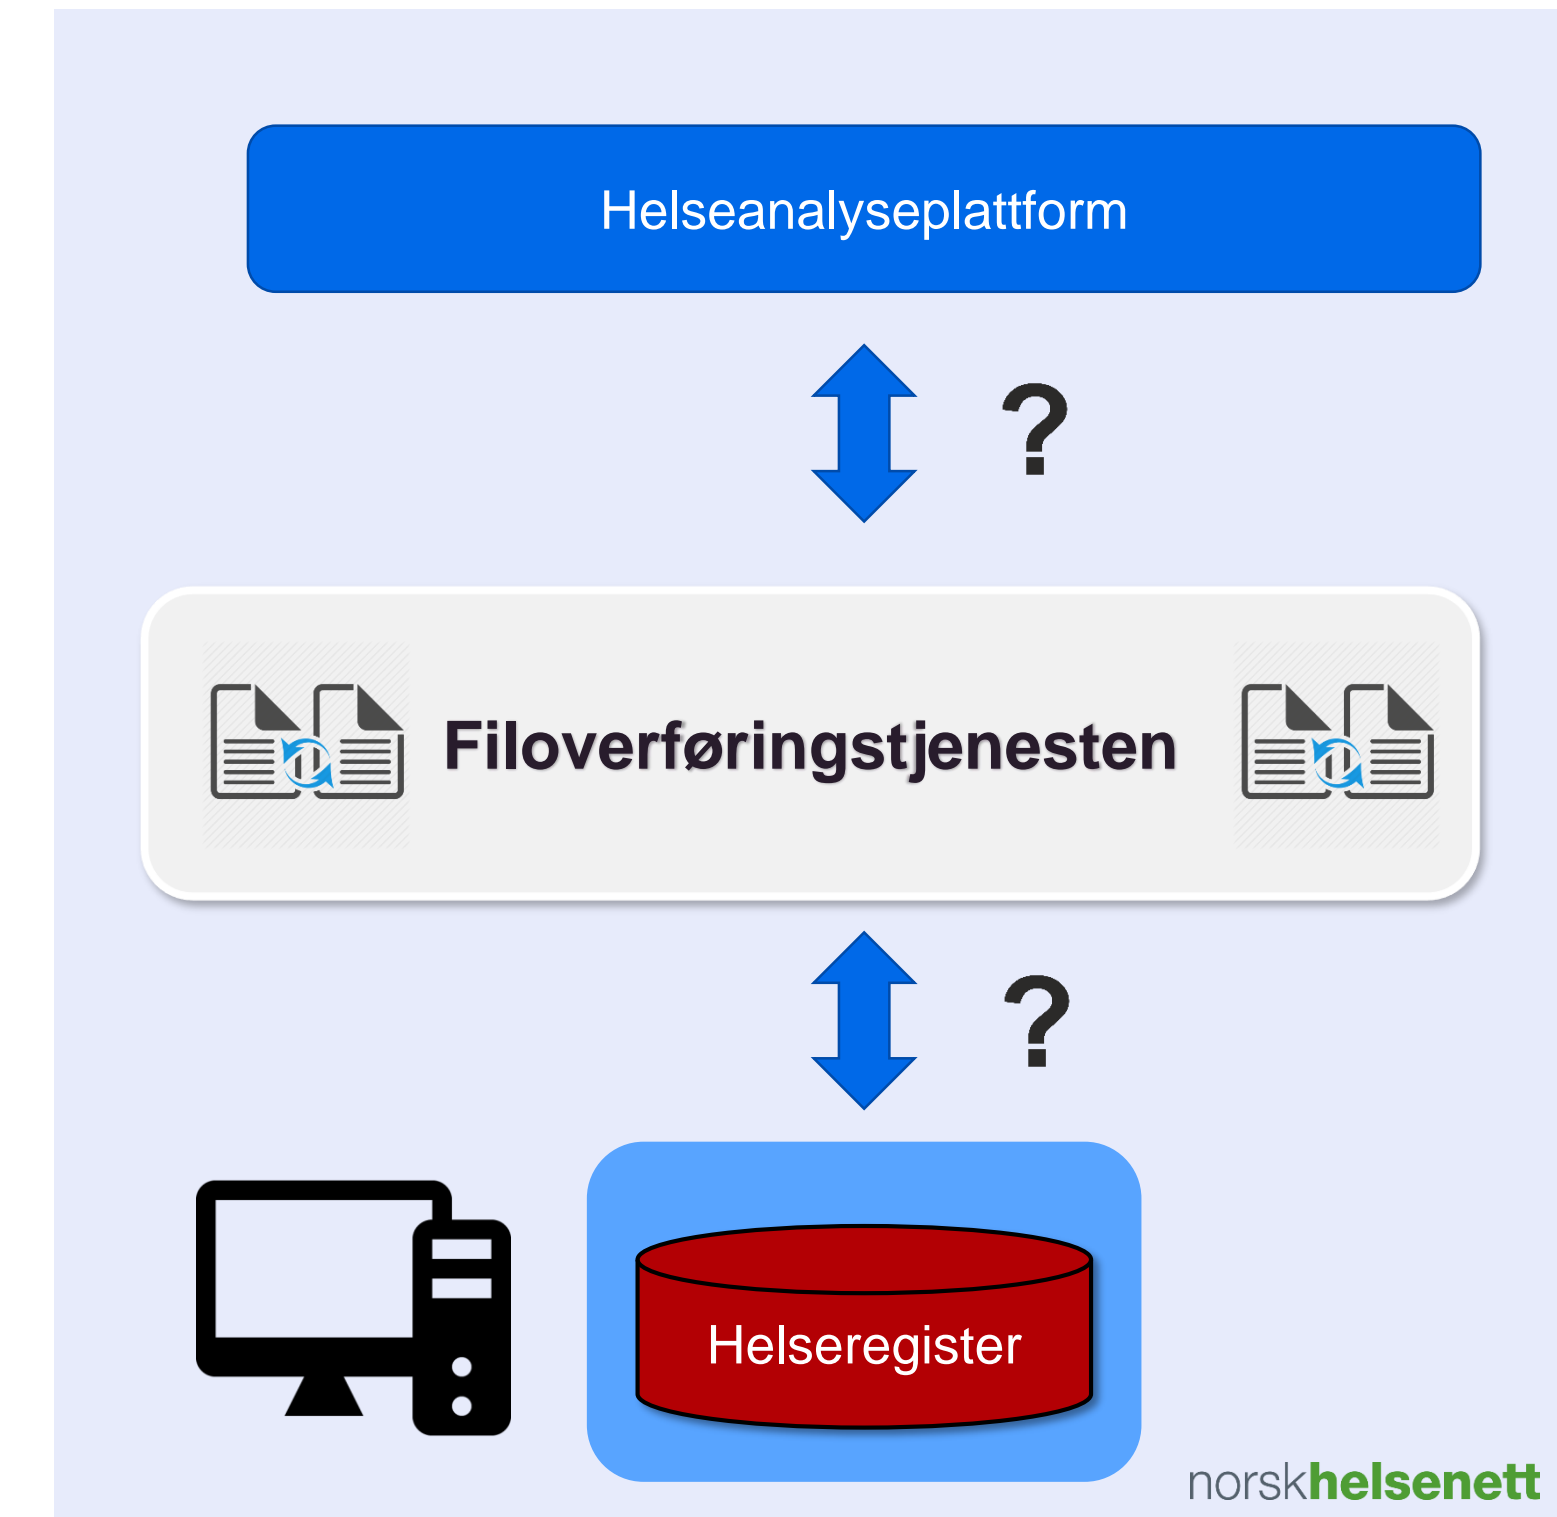 Helseanalyseplattform
?
Filoverføringstjenesten
?
Helseregister
norskhelsenett